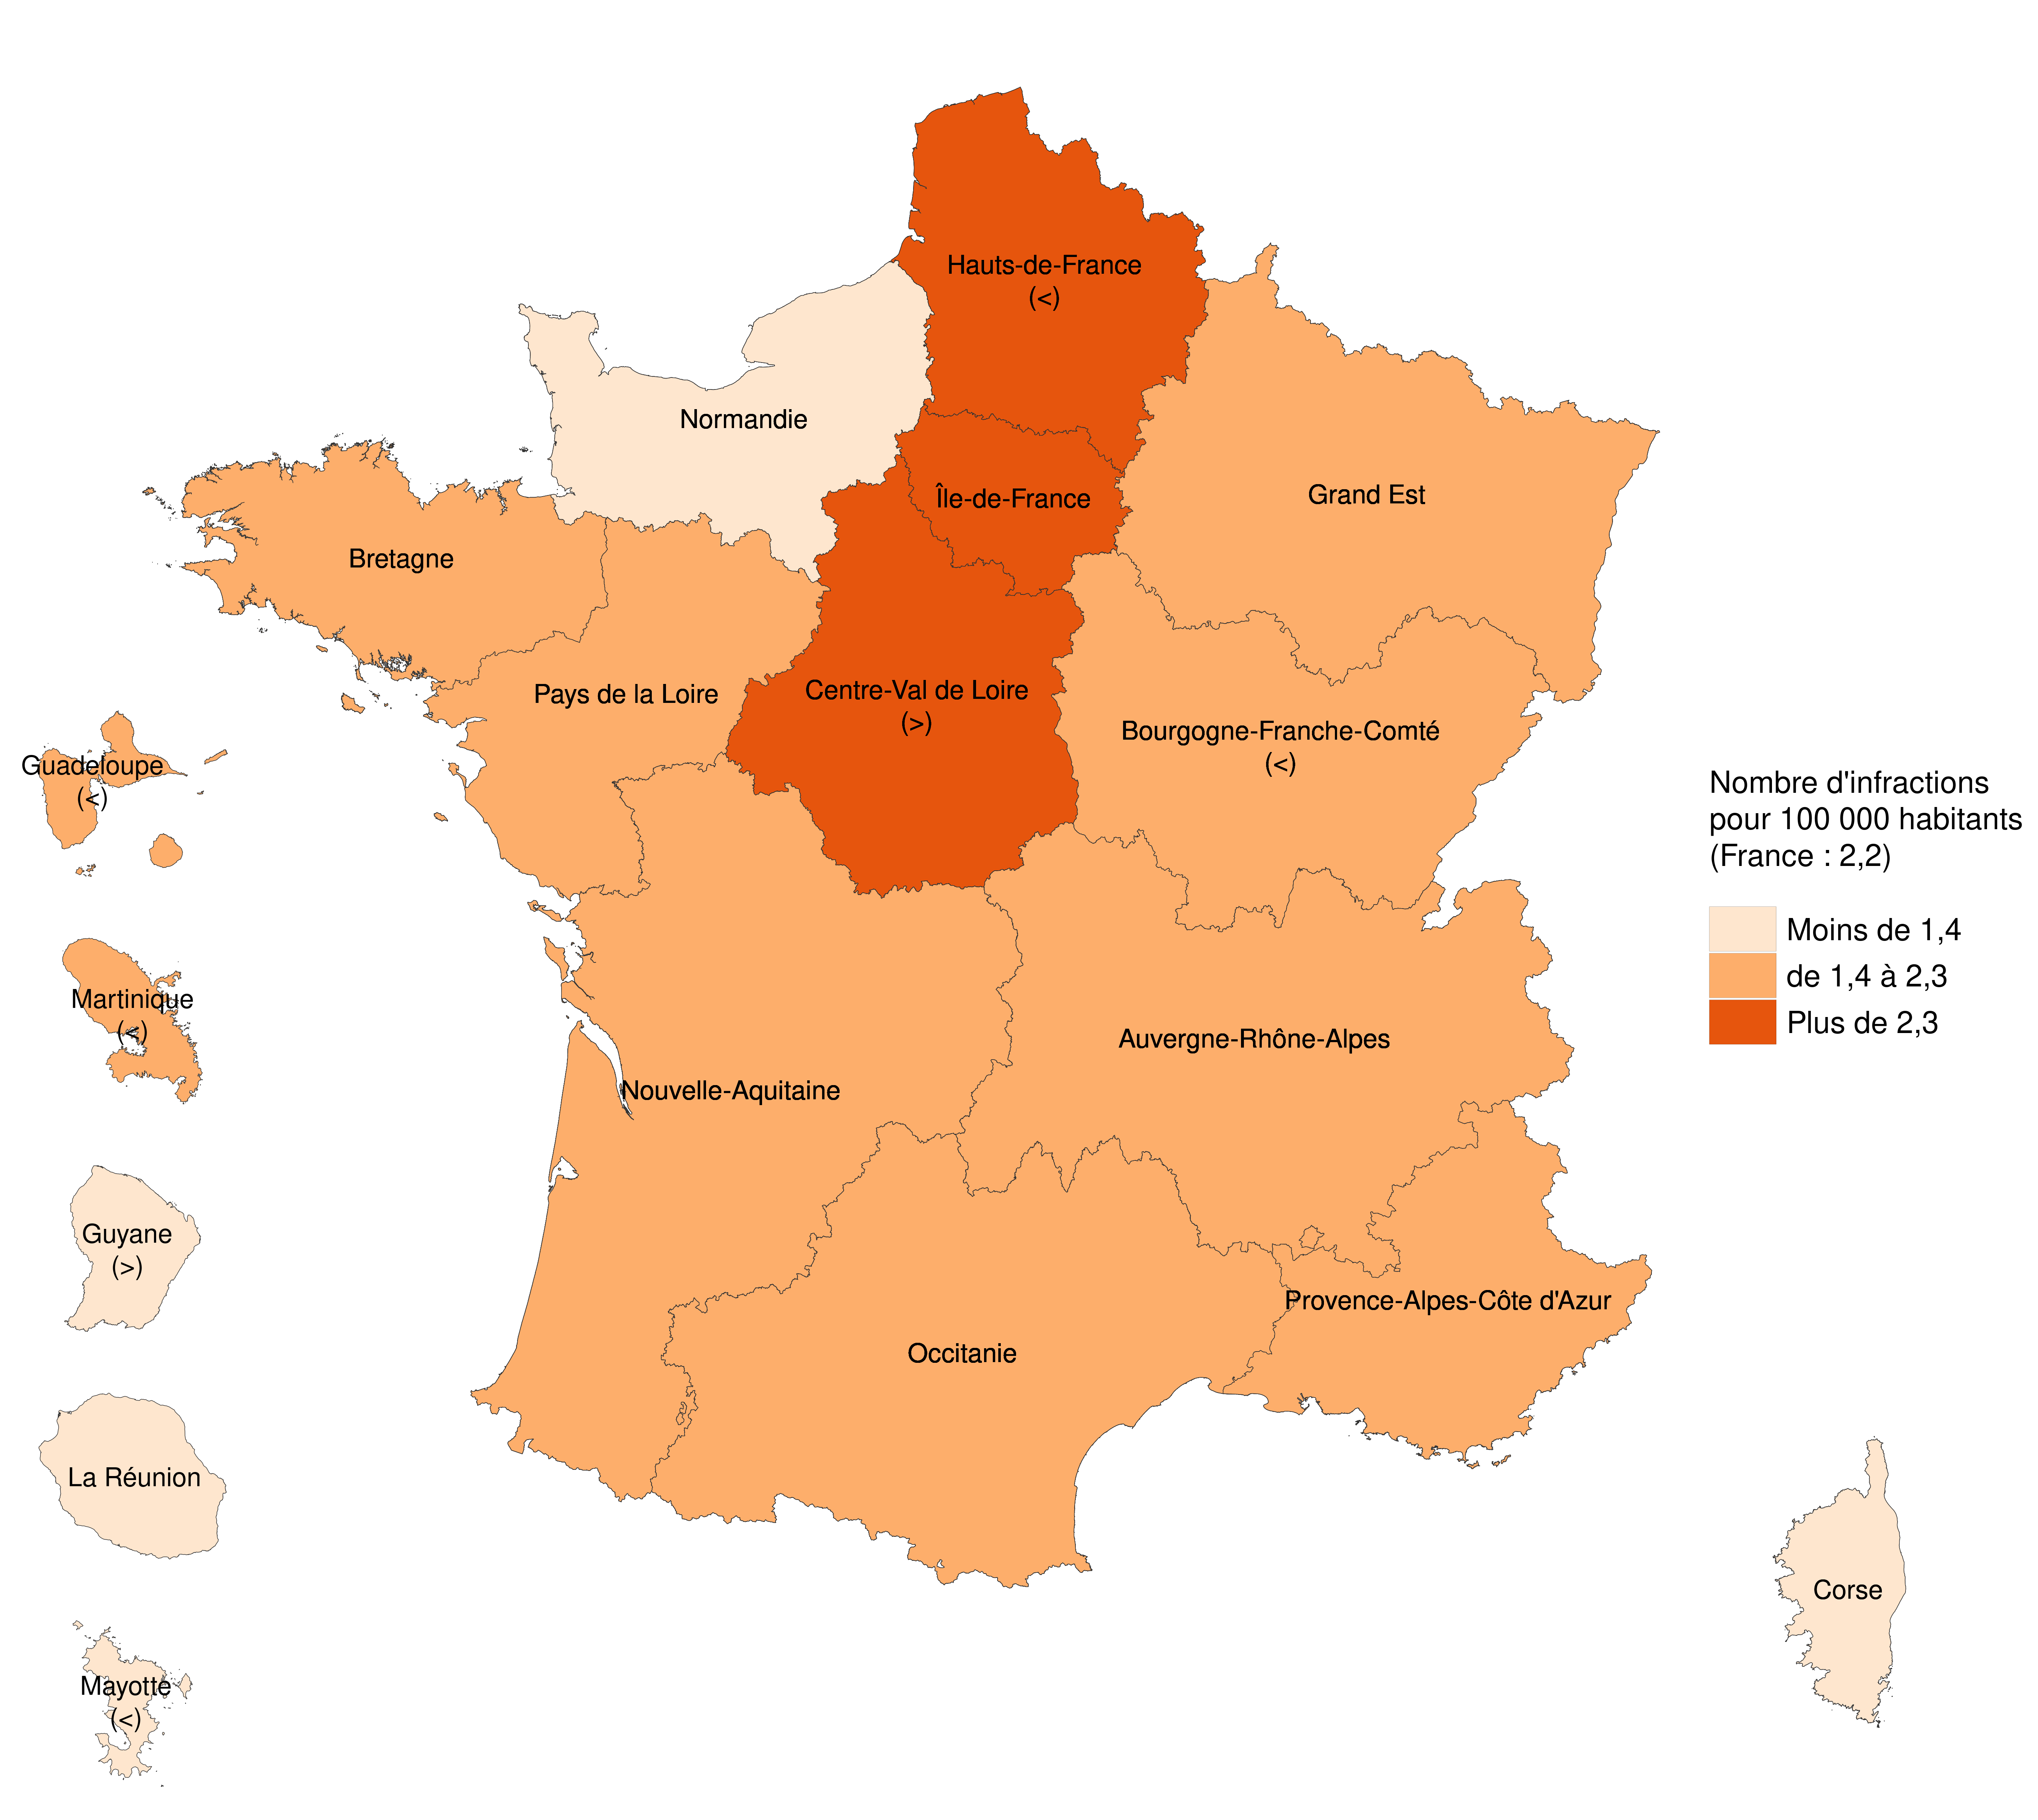 Hauts-de-France
(<)
Normandie
Île-de-France
Grand Est
Bretagne
Pays de la Loire
Centre-Val de Loire
(>)
Bourgogne-Franche-Comté
(<)
Guadeloupe
(<)
Nombre d'infractions
pour 100 000 habitants
(France : 2,2)
Moins de 1,4
de 1,4 à 2,3
Plus de 2,3
Martinique
(<)
Auvergne-Rhône-Alpes
Nouvelle-Aquitaine
Guyane
(>)
Provence-Alpes-Côte d'Azur
Occitanie
La Réunion
Corse
Mayotte
(<)